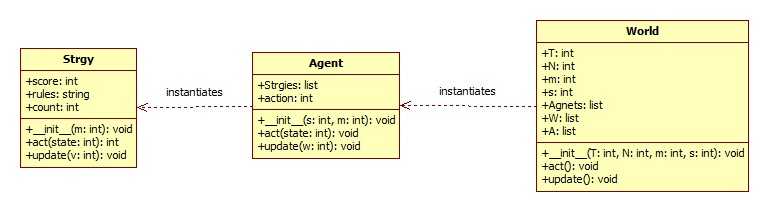 Strgy
+score: int
+rules: string
+count: int
+__init__(m: int): void
+act(state: int): int
+update(v: int): void
instantiates
Agent
+Strgies: list
+action: int
+__init__(s: int, m: int): void
+act(state: int): void
+update(w: int): void
instantiates
World
+T: int
+N: int
+m: int
+s: int
+Agnets: list
+W: list
+A: list
+__init__(T: int, N: int, m: int, s: int): void
+act(): void
+update(): void